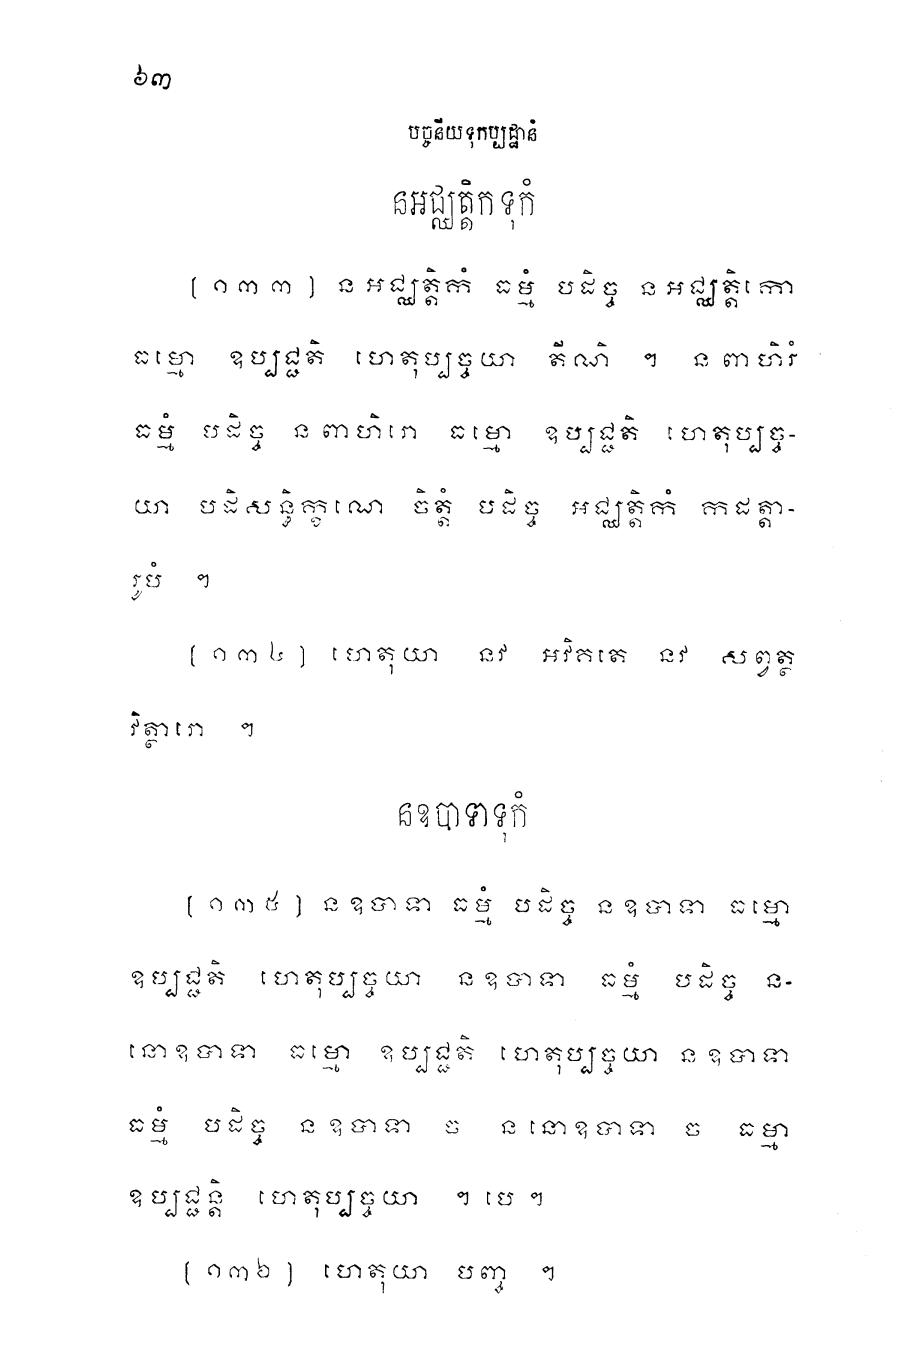 ៦៣
បច្ចនីយទុកប្បដ្ឋានំ
នអជ្ឈត្តិកទុកំ
[១៣៣] នអជ្ឈត្តិកំ ធម្មំ បដិច្ច នអជ្ឈត្តិកោ
ធម្មោ ឧប្បជ្ជតិ ហេតុប្បច្ចយា តីណិ ។ នពាហិរំ
ធម្មំ បដិច្ច នពាហិរោ ធម្មោ ឧប្បជ្ជតិ ហេតុប្បច្ច-
យា បដិសន្ធិក្ខណេ ចិត្តំ បដិច្ច អជ្ឈត្តិកំ កដត្តា-
រូបំ ។
[១៣៤] ហេតុយា នវ អវិគតេ នវ សព្វត្ថ
វិត្ថារោ ។
នឧបាទាទុកំ
[១៣៥] នឧបាទា ធម្មំ បដិច្ច នឧបាទា ធម្មោ
ឧប្បជ្ជតិ ហេតុប្បច្ចយា នឧបាទា ធម្មំ បដិច្ច ន-
នោឧបាទា ធម្មោ ឧប្បជ្ជតិ ហេតុប្បច្ចយា នឧបាទា
ធម្មំ បដិច្ច នឧបាទា ច ននោឧបាទា ច ធម្មា
ឧប្បជ្ជន្តិ ហេតុប្បច្ចយា ។បេ។
[១៣៦] ហេតុយា បញ្ច ។